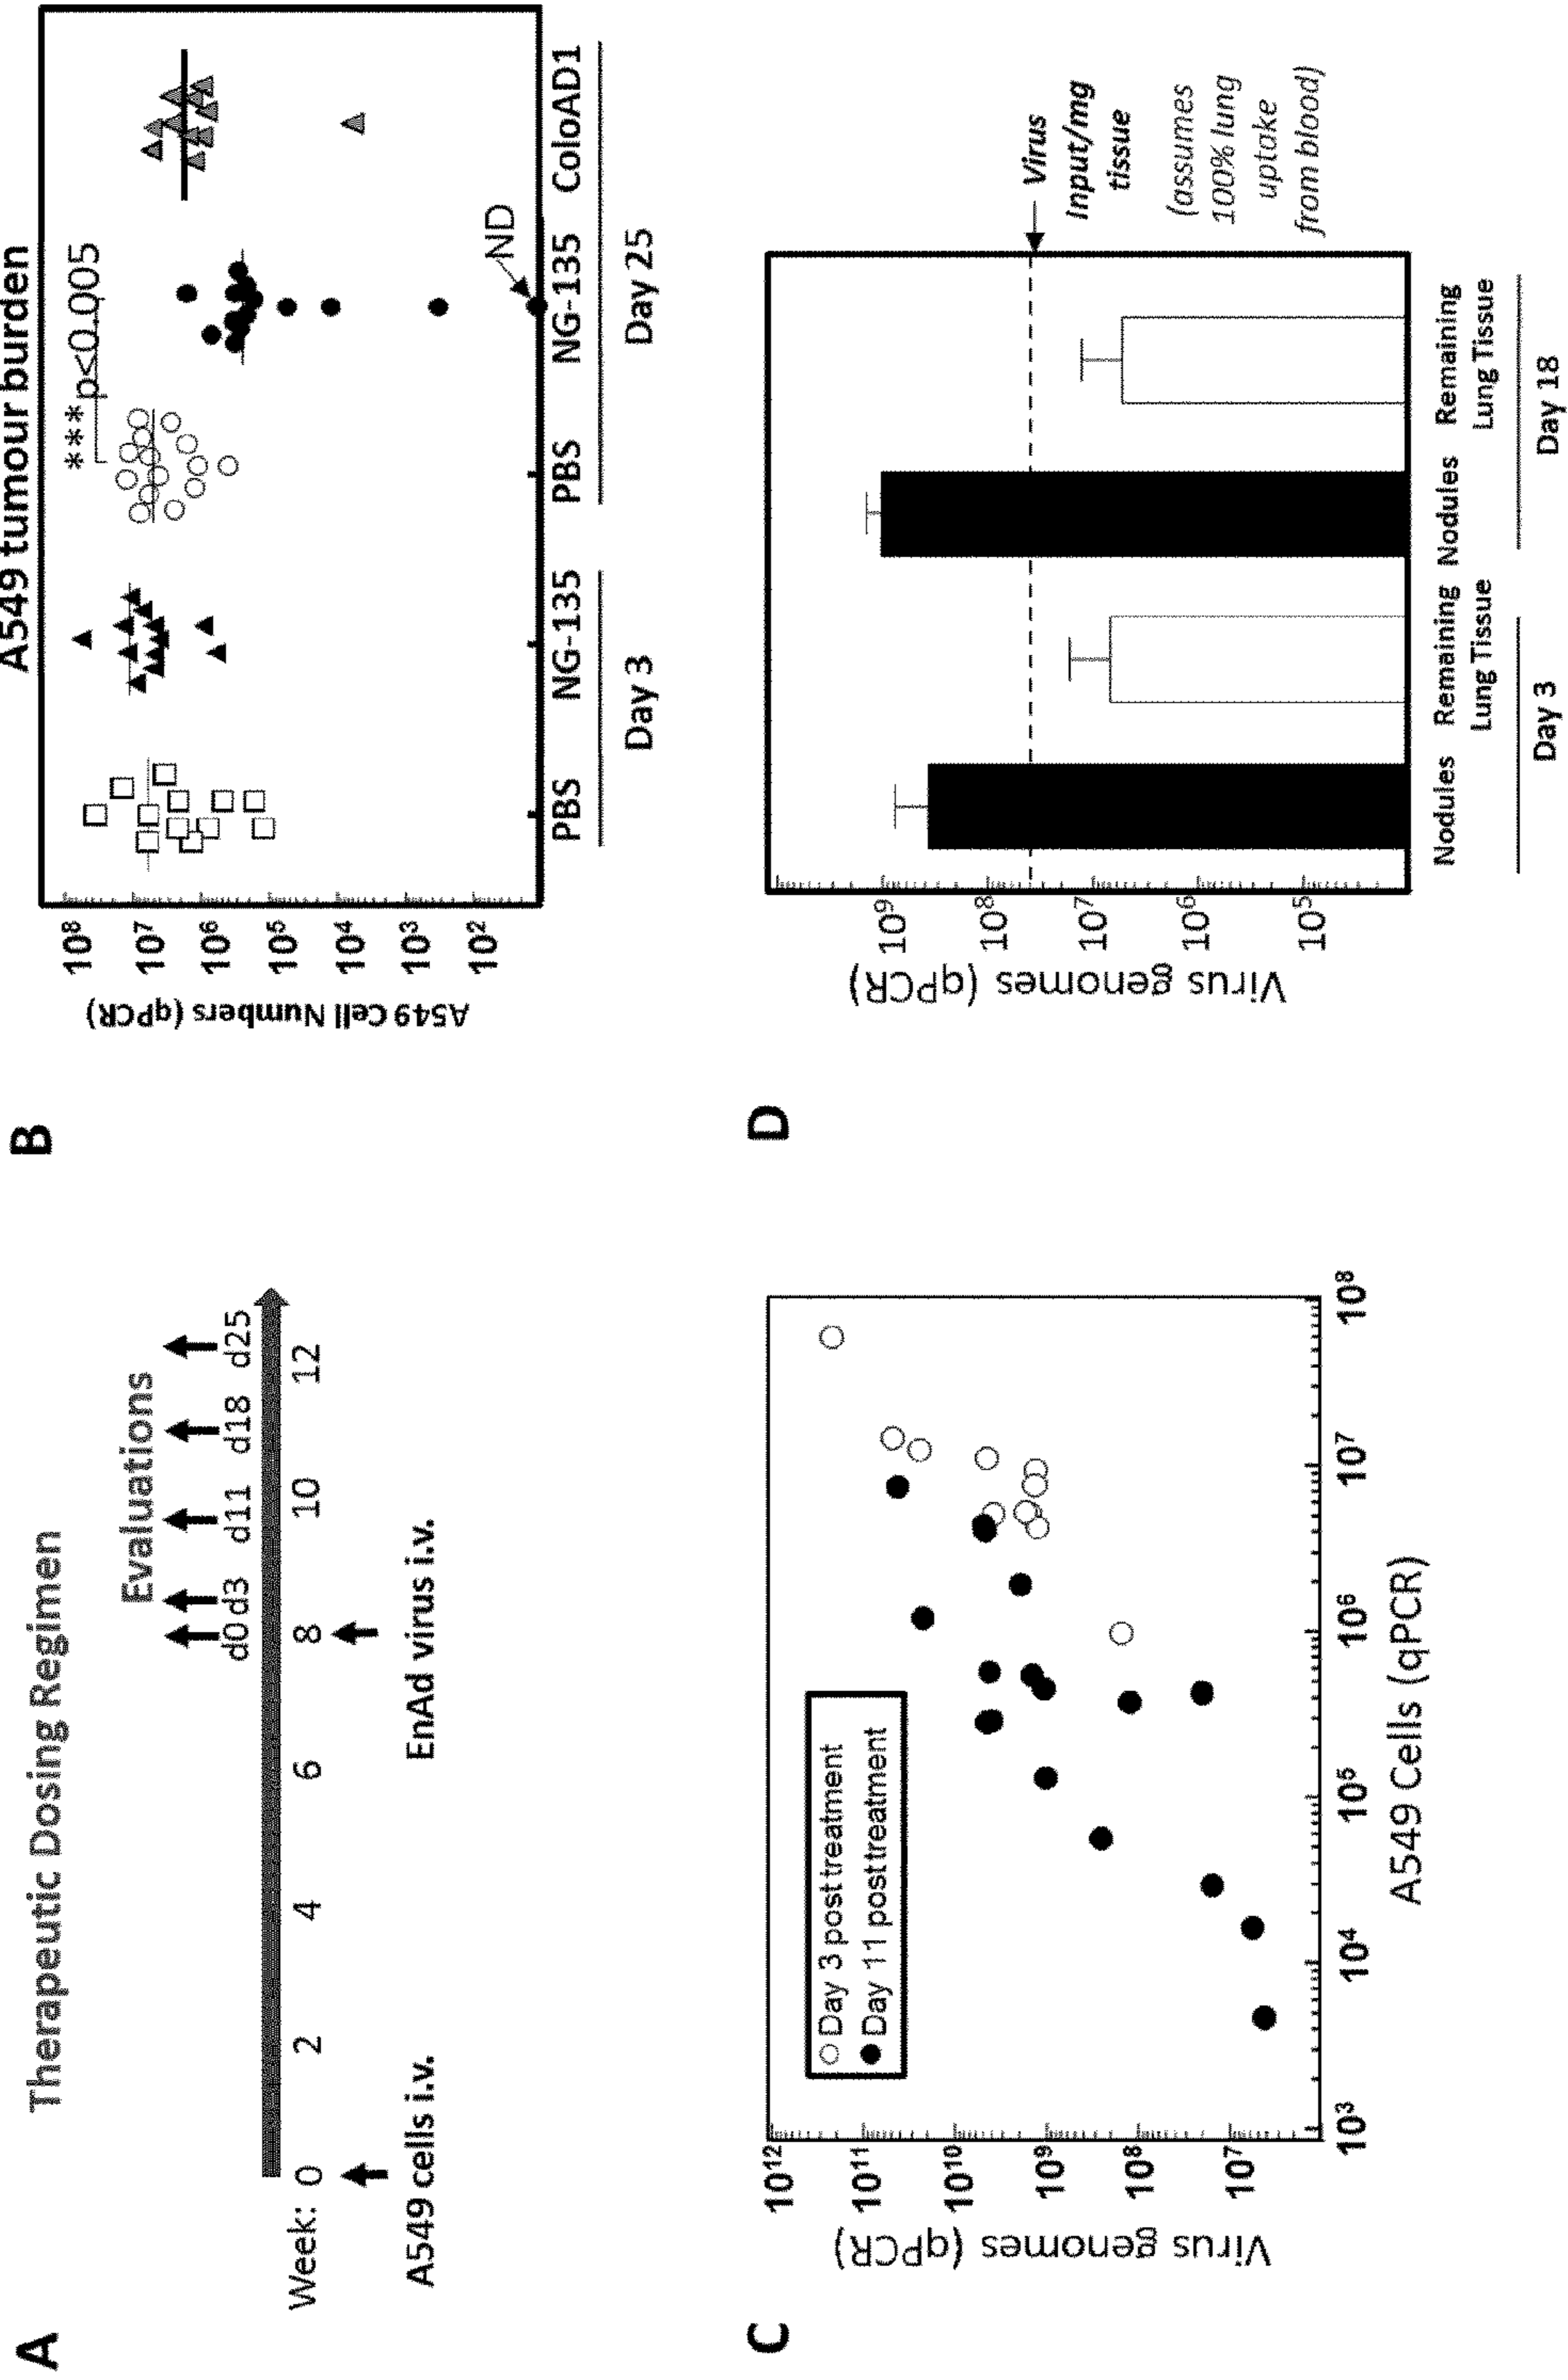 A
Therapeutic Dosing Regimen
Evaluations
d0 d3 d11 d18 d25
Week: 0 2 4 6 8 10 12
A549 cells i.v.
EnAd virus i.v.
B
A549 tumour burden
*** p<0.005
A549 Cell Numbers (qPCR)
10⁸
10⁷
10⁶
10⁵
10⁴
10³
10²
ND
PBS NG-135 PBS NG-135 ColoAD1
Day 3 Day 25
C
Virus genomes (qPCR)
10¹²
10¹¹
10¹⁰
10⁹
10⁸
10⁷
Day 3 post treatment
Day 11 post treatment
10³ 10⁴ 10⁵ 10⁶ 10⁷ 10⁸
A549 Cells (qPCR)
D
Virus genomes (qPCR)
10⁹
10⁸
10⁷
10⁶
10⁵
Virus
Input/mg
tissue
(assumes
100% lung
uptake
from blood)
Nodules Remaining Nodules Remaining
Lung Tissue Lung Tissue
Day 3 Day 18